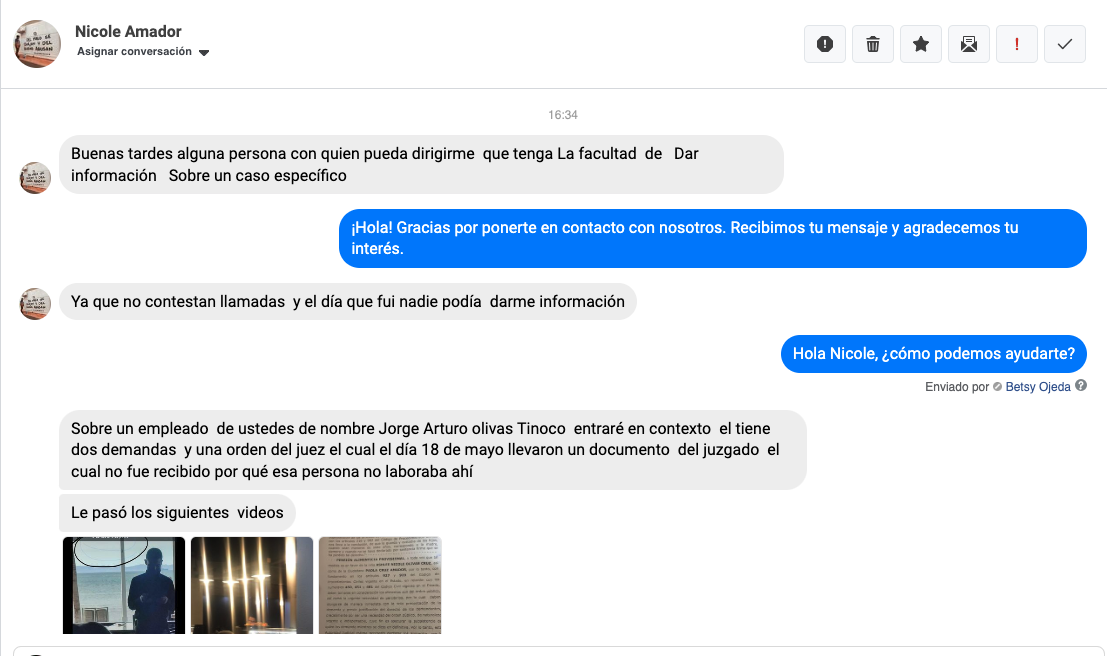 Nicole Amador
Asignar conversación
16:34
Buenas tardes alguna persona con quien pueda dirigirme que tenga La facultad de Dar
información Sobre un caso específico
¡Hola! Gracias por ponerte en contacto con nosotros. Recibimos tu mensaje y agradecemos tu
interés.
Ya que no contestan llamadas y el día que fui nadie podía darme información
Hola Nicole, ¿cómo podemos ayudarte?
Enviado por Betsy Ojeda
Sobre un empleado de ustedes de nombre Jorge Arturo olivas Tinoco entraré en contexto el tiene
dos demandas y una orden del juez el cual el día 18 de mayo llevaron un documento del juzgado el
cual no fue recibido por qué esa persona no laboraba ahí
Le pasó los siguientes videos